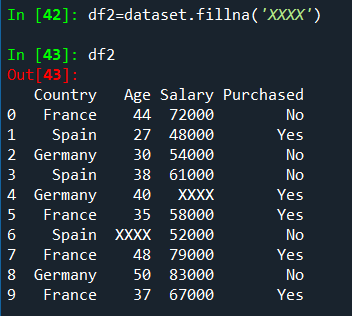 In [42]: df2=dataset.fillna('XXXX')
In [43]: df2
Out[43]:
Country Age Salary Purchased
0 France 44 72000 No
1 Spain 27 48000 Yes
2 Germany 30 54000 No
3 Spain 38 61000 No
4 Germany 40 XXXX Yes
5 France 35 58000 Yes
6 Spain XXXX 52000 No
7 France 48 79000 Yes
8 Germany 50 83000 No
9 France 37 67000 Yes